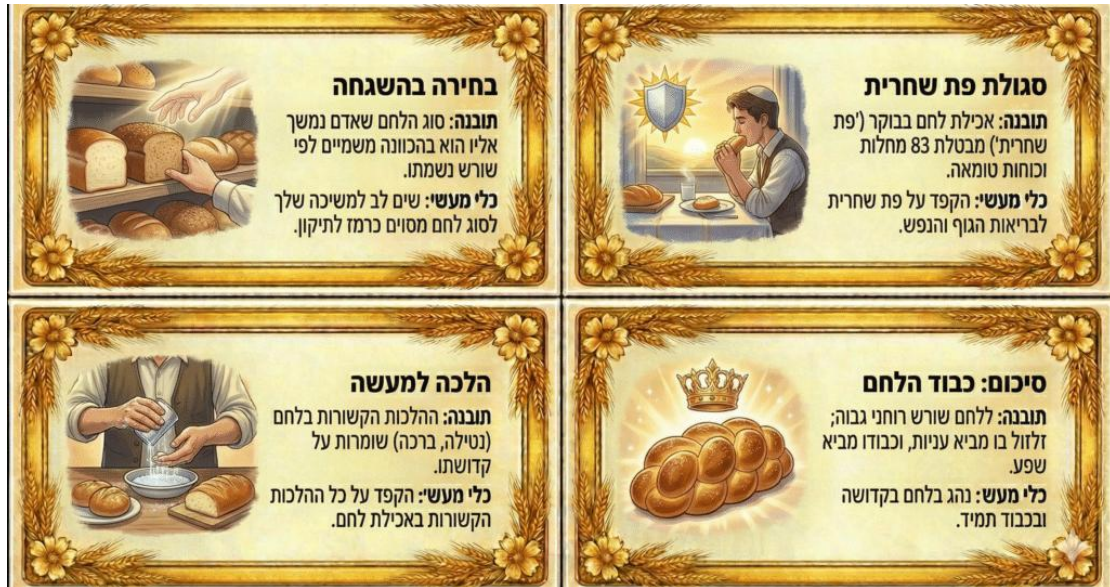 סגולת פת שחרית
תובנה: אכילת לחם בבוקר ('פת
שחרית') מבטלת 83 מחלות
וכוחות טומאה.
כלי מעשי: הקפד על פת שחרית
לבריאות הגוף והנפש.
בחירה בהשגחה
תובנה: סוג הלחם שאדם נמשך
אליו הוא בהכוונה משמיים לפי
שורש נשמתו.
כלי מעשי: שים לב למשיכה שלך
לסוג לחם מסוים כרמז לתיקון.
סיכום: כבוד הלחם
תובנה: ללחם שורש רוחני גבוה;
זלזול בו מביא עניות, וכבודו מביא
שפע.
כלי מעש: נהג בלחם בקדושה
ובכבוד תמיד.
הלכה למעשה
תובנה: ההלכות הקשורות בלחם
(נטילה, ברכה) שומרות על
קדושתו.
כלי מעש': הקפד על כל ההלכות
הקשורות באכילת לחם.